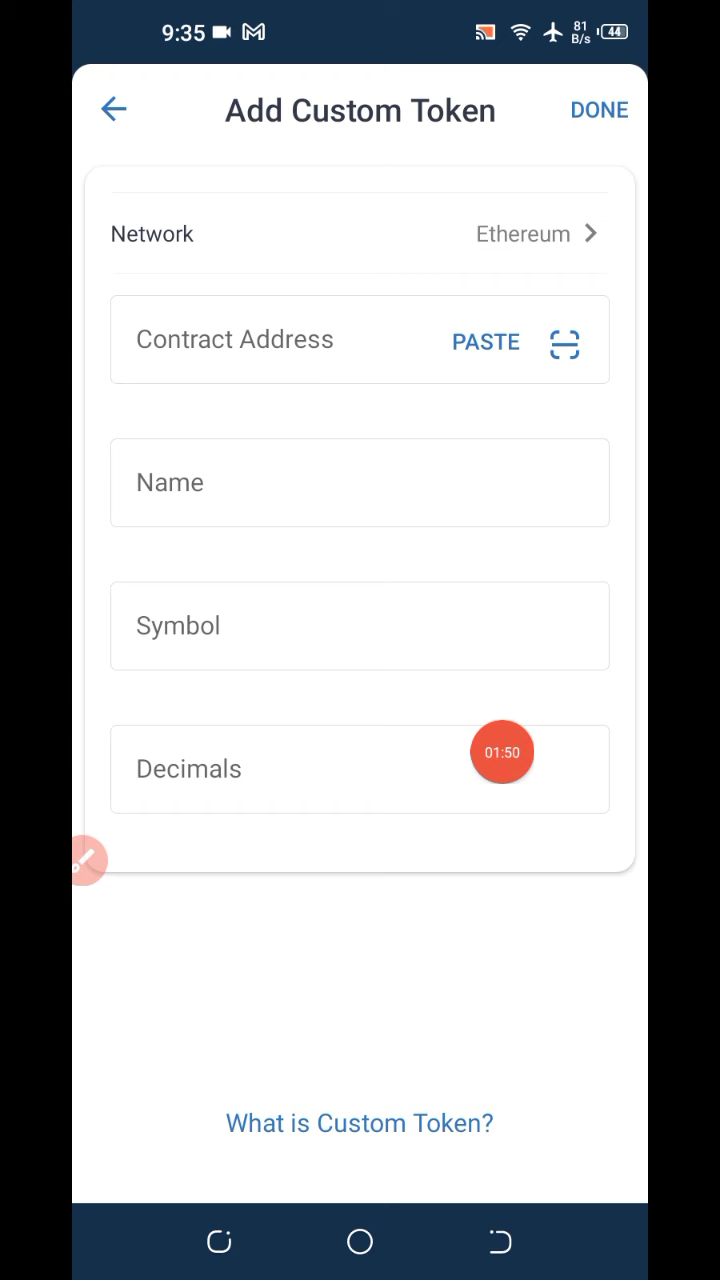 9:35
81
B/s
44
Add Custom Token
DONE
Network
Ethereum
Contract Address
PASTE
Name
Symbol
Decimals
01:50
What is Custom Token?